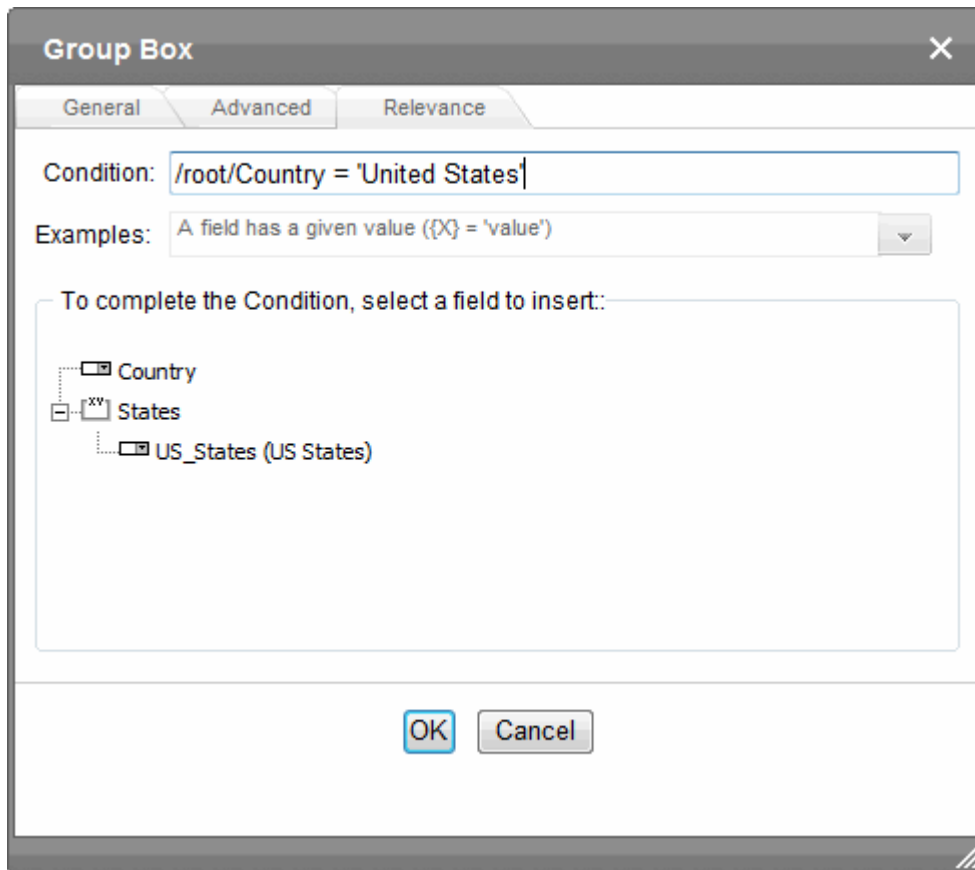 Group Box
General Advanced Relevance
Condition: /root/Country = 'United States'
Examples: A field has a given value ({X} = 'value')
To complete the Condition, select a field to insert::
Country
XY States
US_States (US States)
OK Cancel